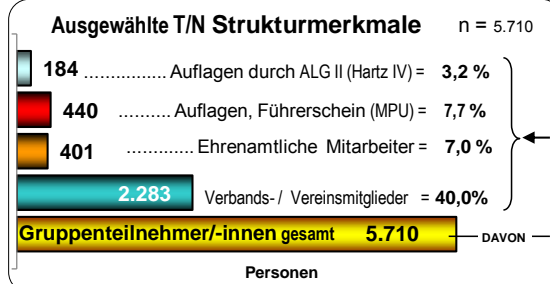 Ausgewählte T/N Strukturmerkmale n = 5.710
184 ................. Auflagen durch ALG II (Hartz IV) = 3,2 %
440 .......... Auflagen, Führerschein (MPU) = 7,7 %
401 ............. Ehrenamtliche Mitarbeiter = 7,0 %
2.283 Verbands- / Vereinsmitglieder = 40,0%
Gruppenteilnehmer/-innen gesamt 5.710 DAVON
Personen